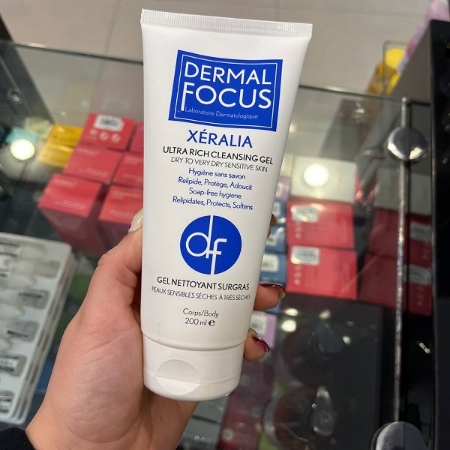 DERMAL
FOCUS
Laboratoire Dermatologique
XÉRALIA
ULTRA RICH CLEANSING GEL
DRY TO VERY DRY SENSITIVE SKIN
Hygiène sans savon
Relipide, Protège, Adoucit
Soap-free hygiene
Relipidates, Protects, Softens
df
GEL NETTOYANT SURGRAS
PEAUX SENSIBLES SÈCHES À TRÈS SÈCHES
Corps/Body
200 ml e